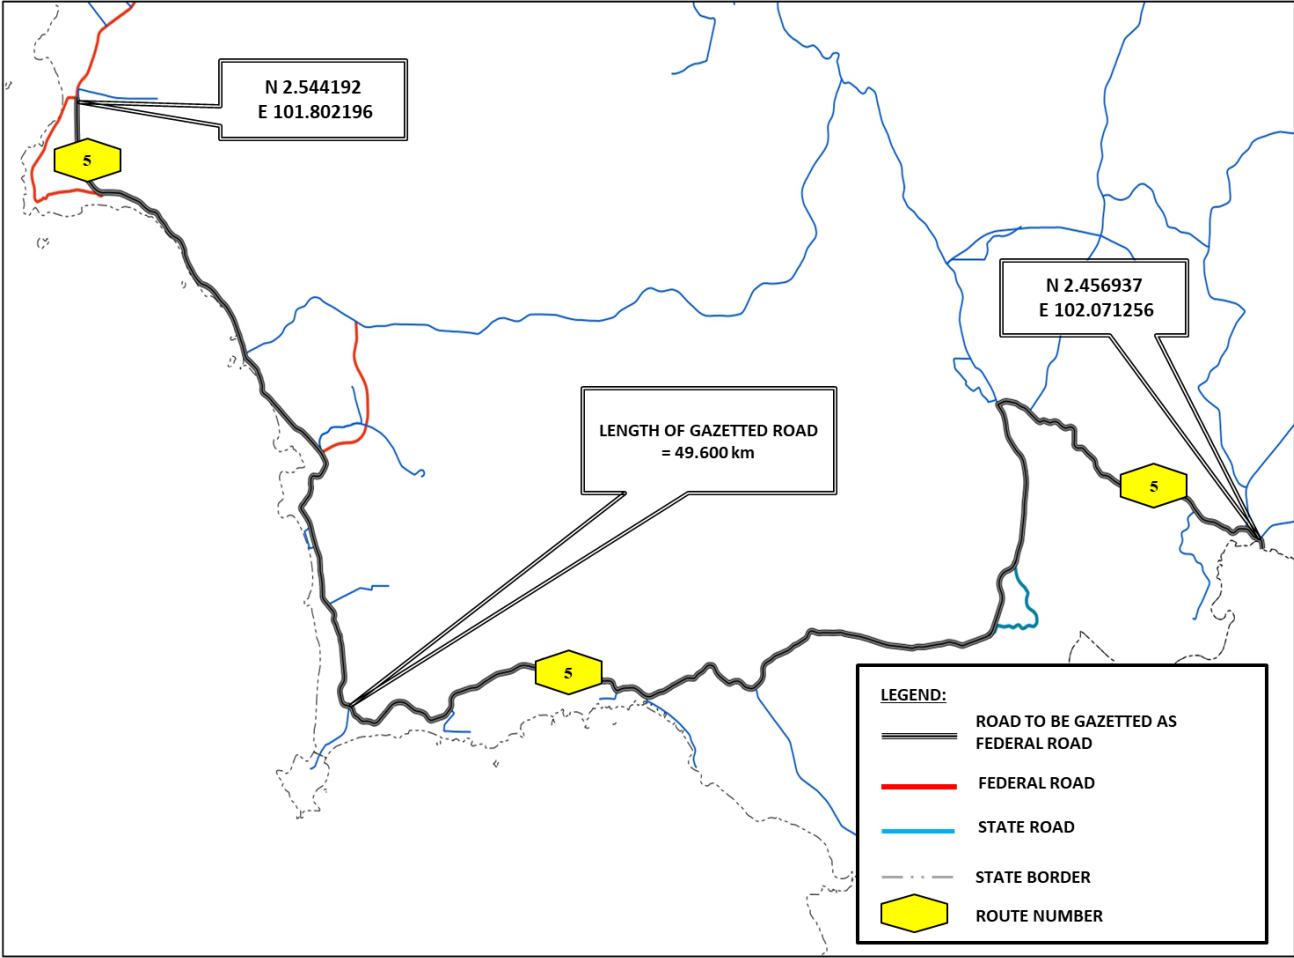 N 2.544192
E 101.802196
5
N 2.456937
E 102.071256
LENGTH OF GAZETTED ROAD
= 49.600 km
5
5
LEGEND:
ROAD TO BE GAZETTED AS
FEDERAL ROAD
FEDERAL ROAD
STATE ROAD
STATE BORDER
ROUTE NUMBER